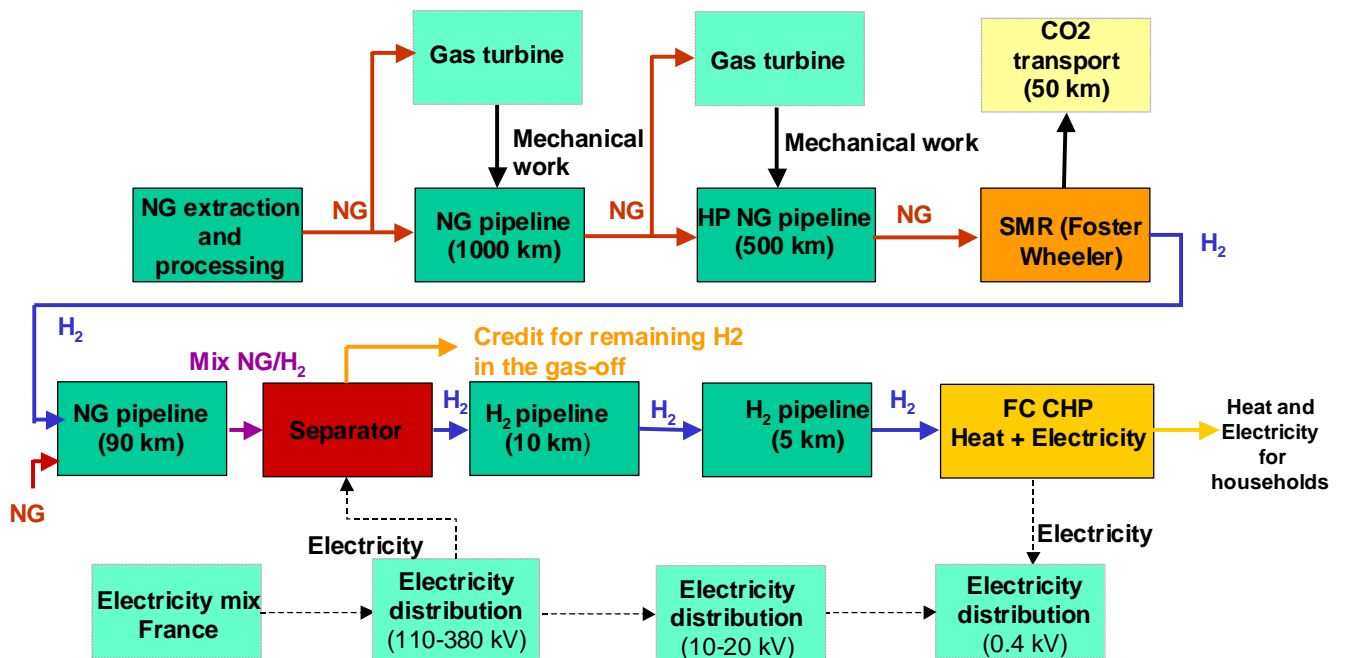 Gas turbine
Gas turbine
CO2
transport
(50 km)
Mechanical
work
Mechanical work
NG extraction
and
processing
NG
NG pipeline
(1000 km)
NG
HP NG pipeline
(500 km)
NG
SMR (Foster
Wheeler)
H₂
H₂
Mix NG/H₂
Credit for remaining H2
in the gas-off
NG pipeline
(90 km)
Separator
H₂
H₂ pipeline
(10 km)
H₂
H₂ pipeline
(5 km)
H₂
FC CHP
Heat + Electricity
Heat and
Electricity
for
households
NG
Electricity
Electricity
Electricity mix
France
Electricity
distribution
(110-380 kV)
Electricity
distribution
(10-20 kV)
Electricity
distribution
(0.4 kV)